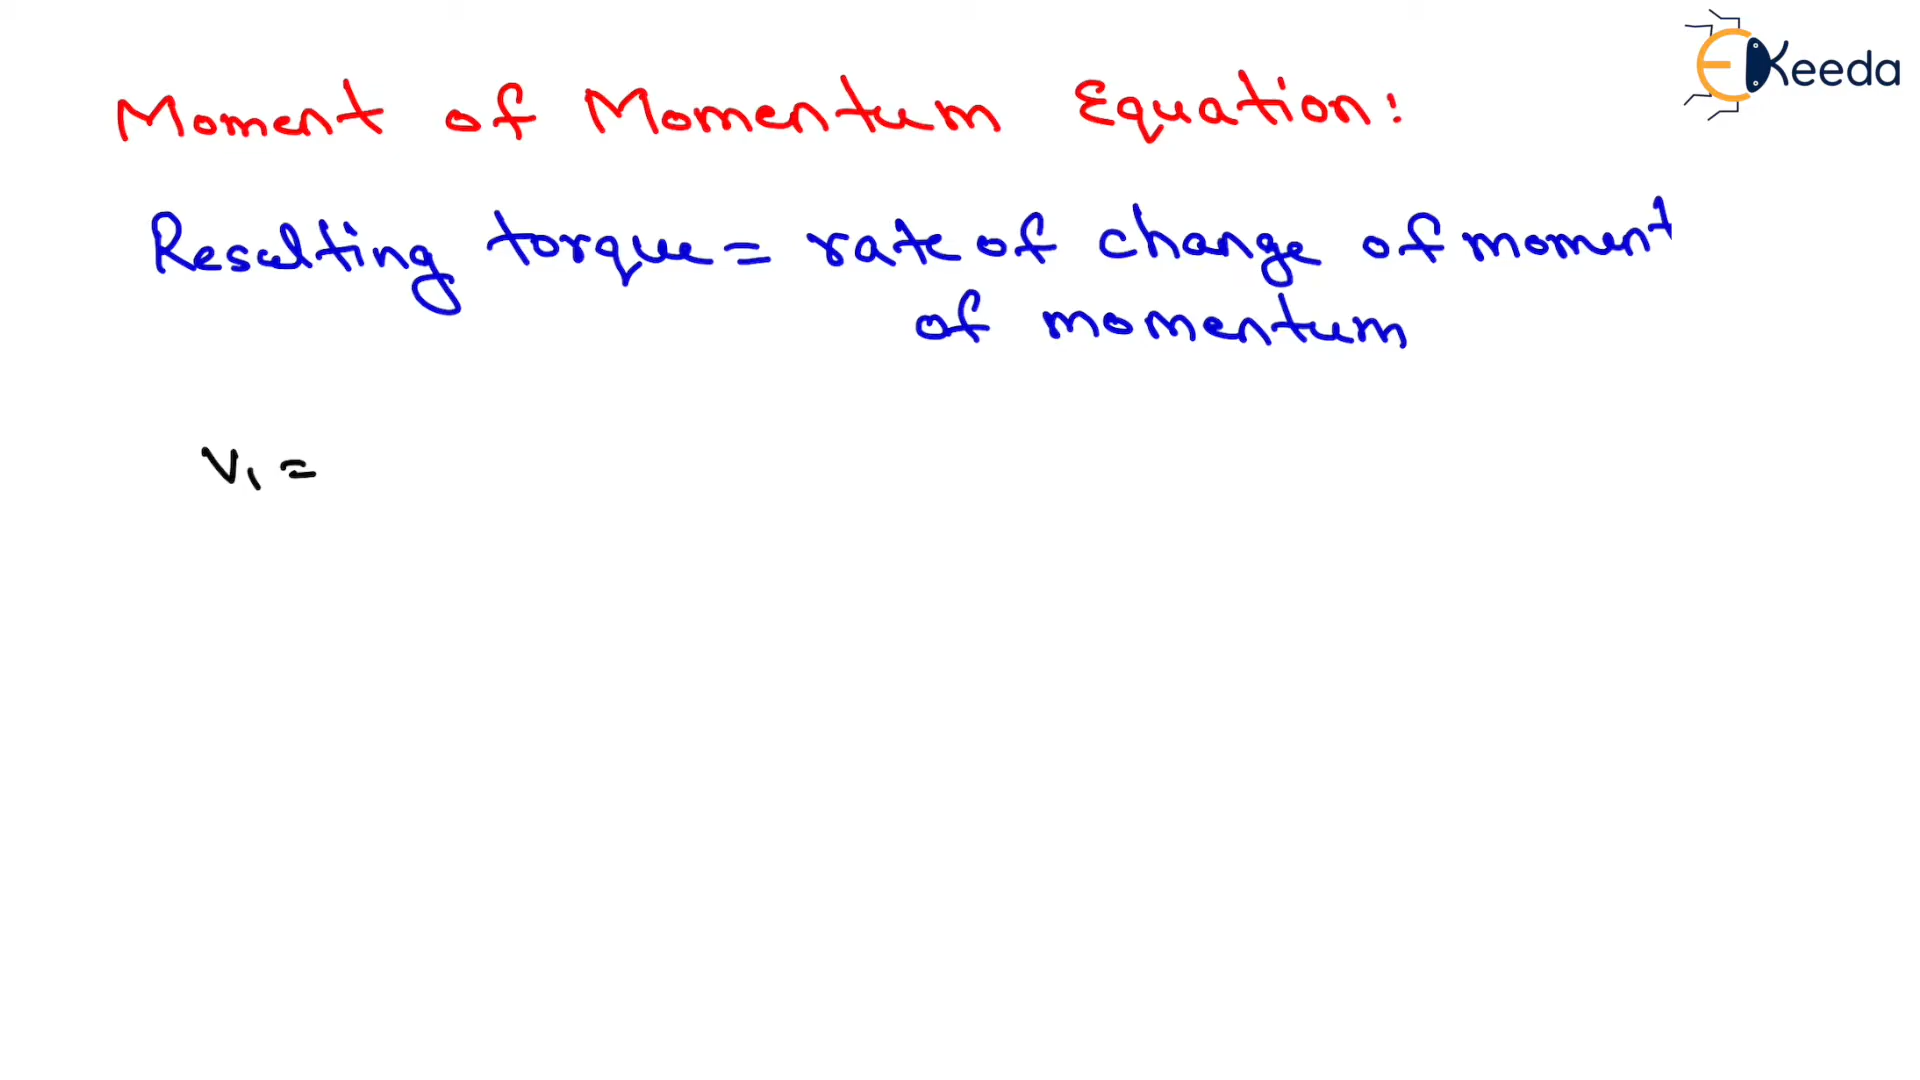 EKeeda
Moment of Momentum Equation:
Resulting torque = rate of change of moment
of momentum
V₁ =